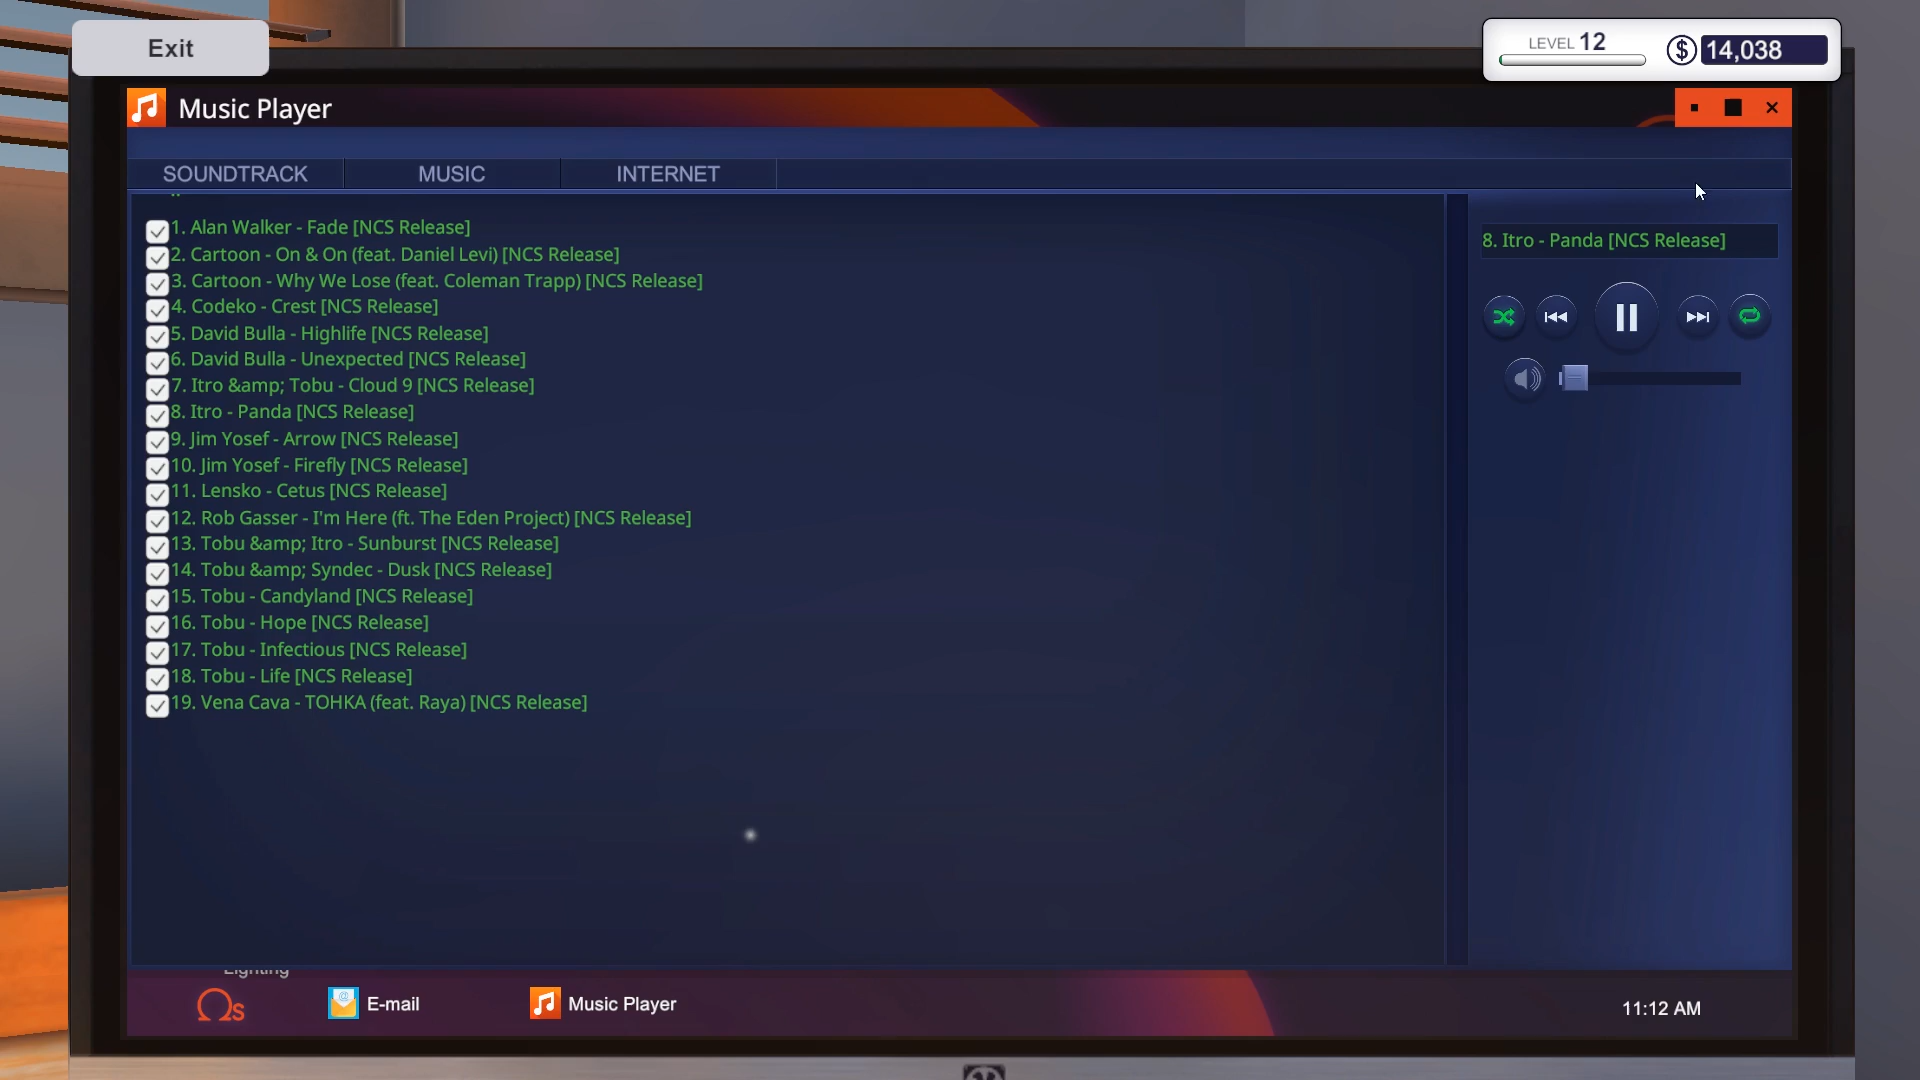 Exit
LEVEL 12
$ 14,038
Music Player
SOUNDTRACK MUSIC INTERNET
1. Alan Walker - Fade [NCS Release]
2. Cartoon - On & On (feat. Daniel Levi) [NCS Release]
3. Cartoon - Why We Lose (feat. Coleman Trapp) [NCS Release]
4. Codeko - Crest [NCS Release]
5. David Bulla - Highlife [NCS Release]
6. David Bulla - Unexpected [NCS Release]
7. Itro &amp; Tobu - Cloud 9 [NCS Release]
8. Itro - Panda [NCS Release]
9. Jim Yosef - Arrow [NCS Release]
10. Jim Yosef - Firefly [NCS Release]
11. Lensko - Cetus [NCS Release]
12. Rob Gasser - I'm Here (ft. The Eden Project) [NCS Release]
13. Tobu &amp; Itro - Sunburst [NCS Release]
14. Tobu &amp; Syndec - Dusk [NCS Release]
15. Tobu - Candyland [NCS Release]
16. Tobu - Hope [NCS Release]
17. Tobu - Infectious [NCS Release]
18. Tobu - Life [NCS Release]
19. Vena Cava - TOHKA (feat. Raya) [NCS Release]
8. Itro - Panda [NCS Release]
Lighting
Ωs
E-mail
Music Player
11:12 AM